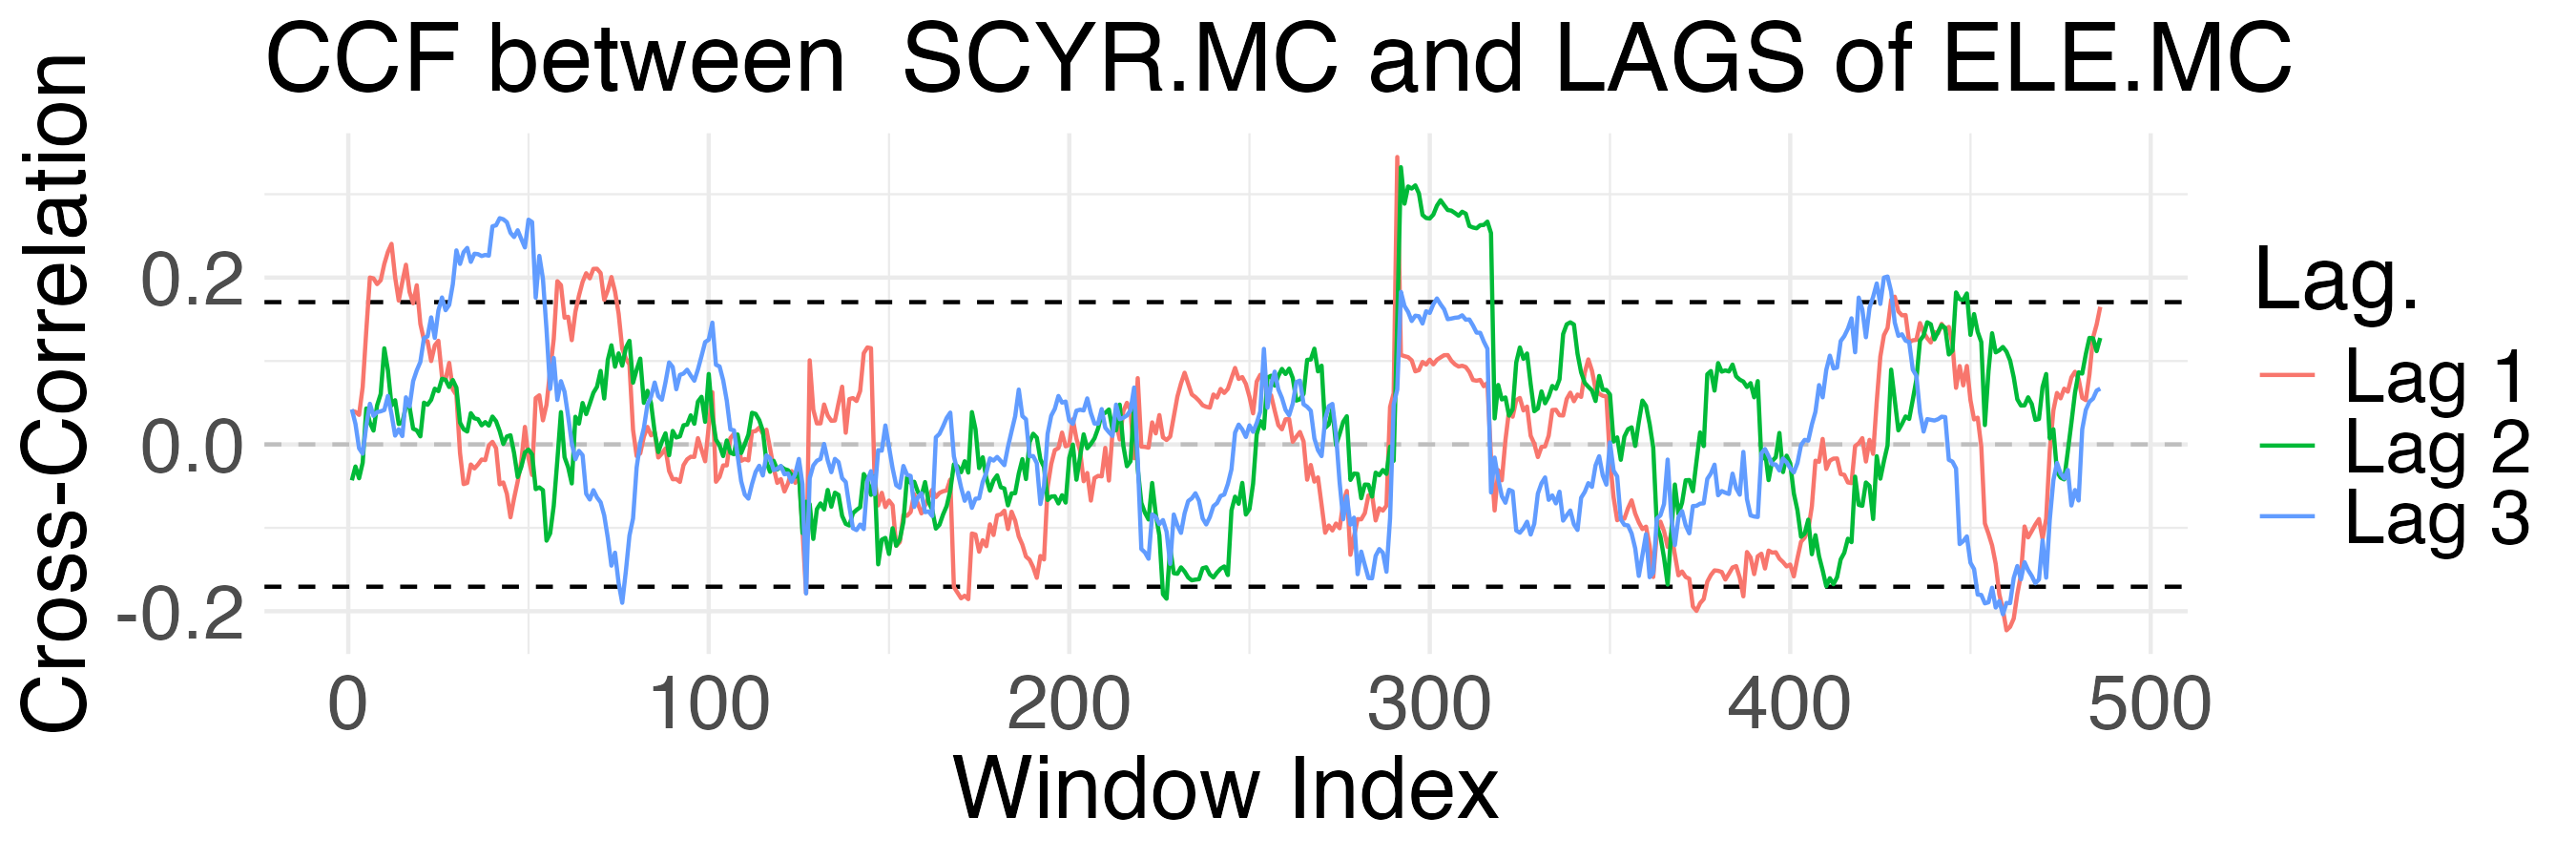 CCF between  SCYR.MC and LAGS of ELE.MC
Cross-Correlation
0.2
0.0
-0.2
0
100
200
300
400
500
Window Index
Lag.
Lag 1
Lag 2
Lag 3